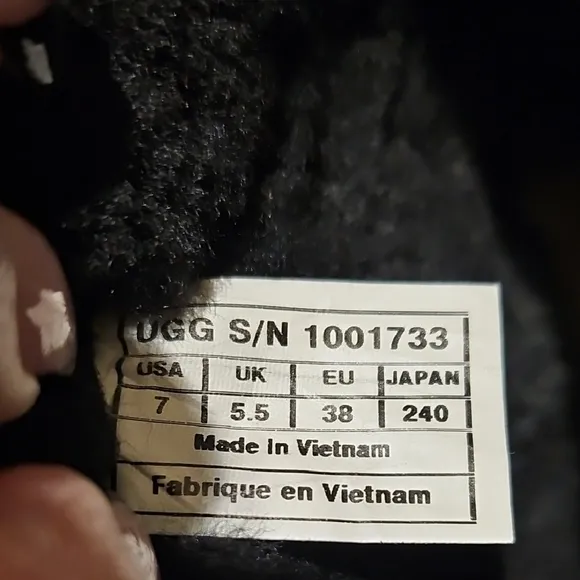 UGG S/N 1001733
USA UK EU JAPAN
7 5.5 38 240
Made in Vietnam
Fabrique en Vietnam